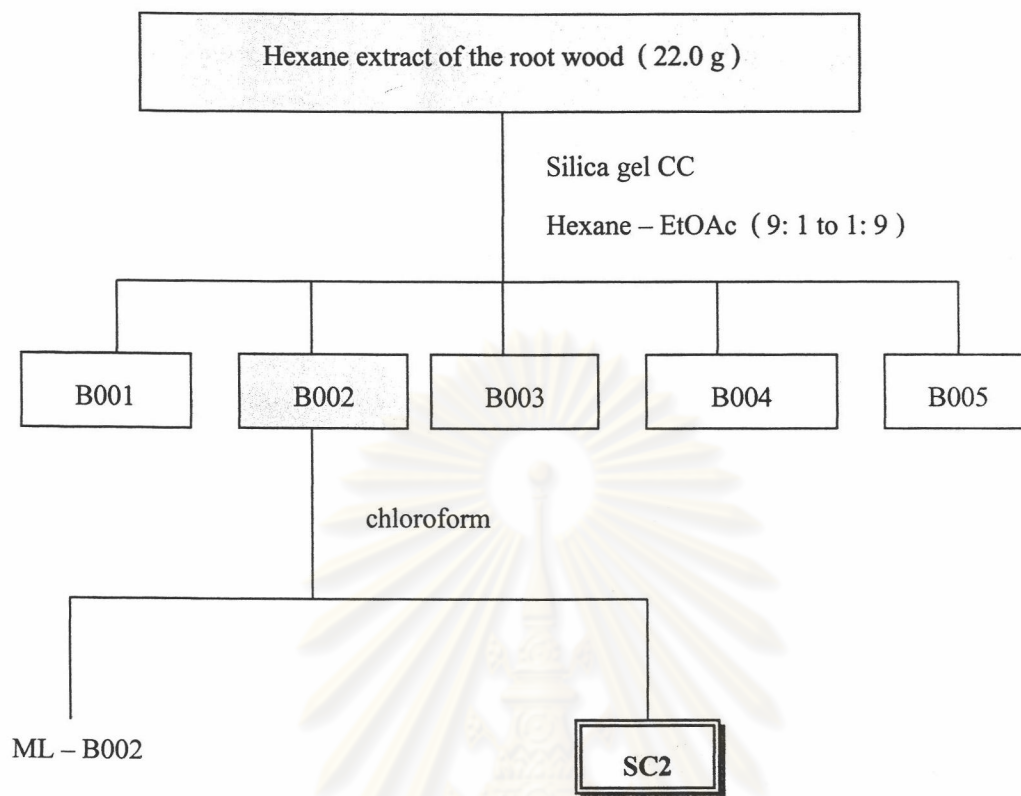 Hexane extract of the root wood ( 22.0 g )
Silica gel CC
Hexane – EtOAc ( 9: 1 to 1: 9 )
B001
B002
B003
B004
B005
chloroform
ML – B002
SC2